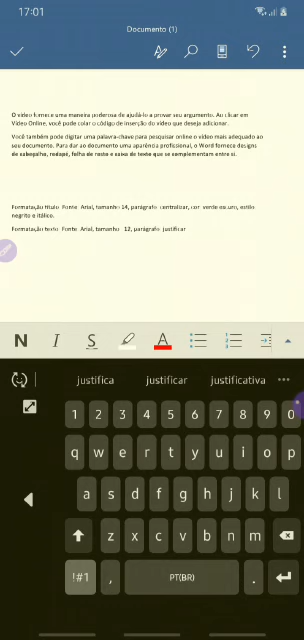 17:01
Documento (1)
O vídeo fornece uma maneira poderosa de ajudá-lo a provar seu argumento. Ao clicar em
Vídeo Online, você pode colar o código de inserção do vídeo que deseja adicionar.
Você também pode digitar uma palavra-chave para pesquisar online o vídeo mais adequado ao
seu documento. Para dar ao documento uma aparência profissional, o Word fornece designs
de cabeçalho, rodapé, folha de rosto e caixa de texto que se complementam entre si.
Formatação título Fonte Arial, tamanho 14, parágrafo centralizar, cor verde escuro, estilo
negrito e itálico.
Formatação texto Fonte Arial, tamanho 12, parágrafo justificar
N I S A
justifica justificar justificativa
1 2 3 4 5 6 7 8 9 0
q w e r t y u i o p
a s d f g h j k l
z x c v b n m
!#1 , PT(BR) .